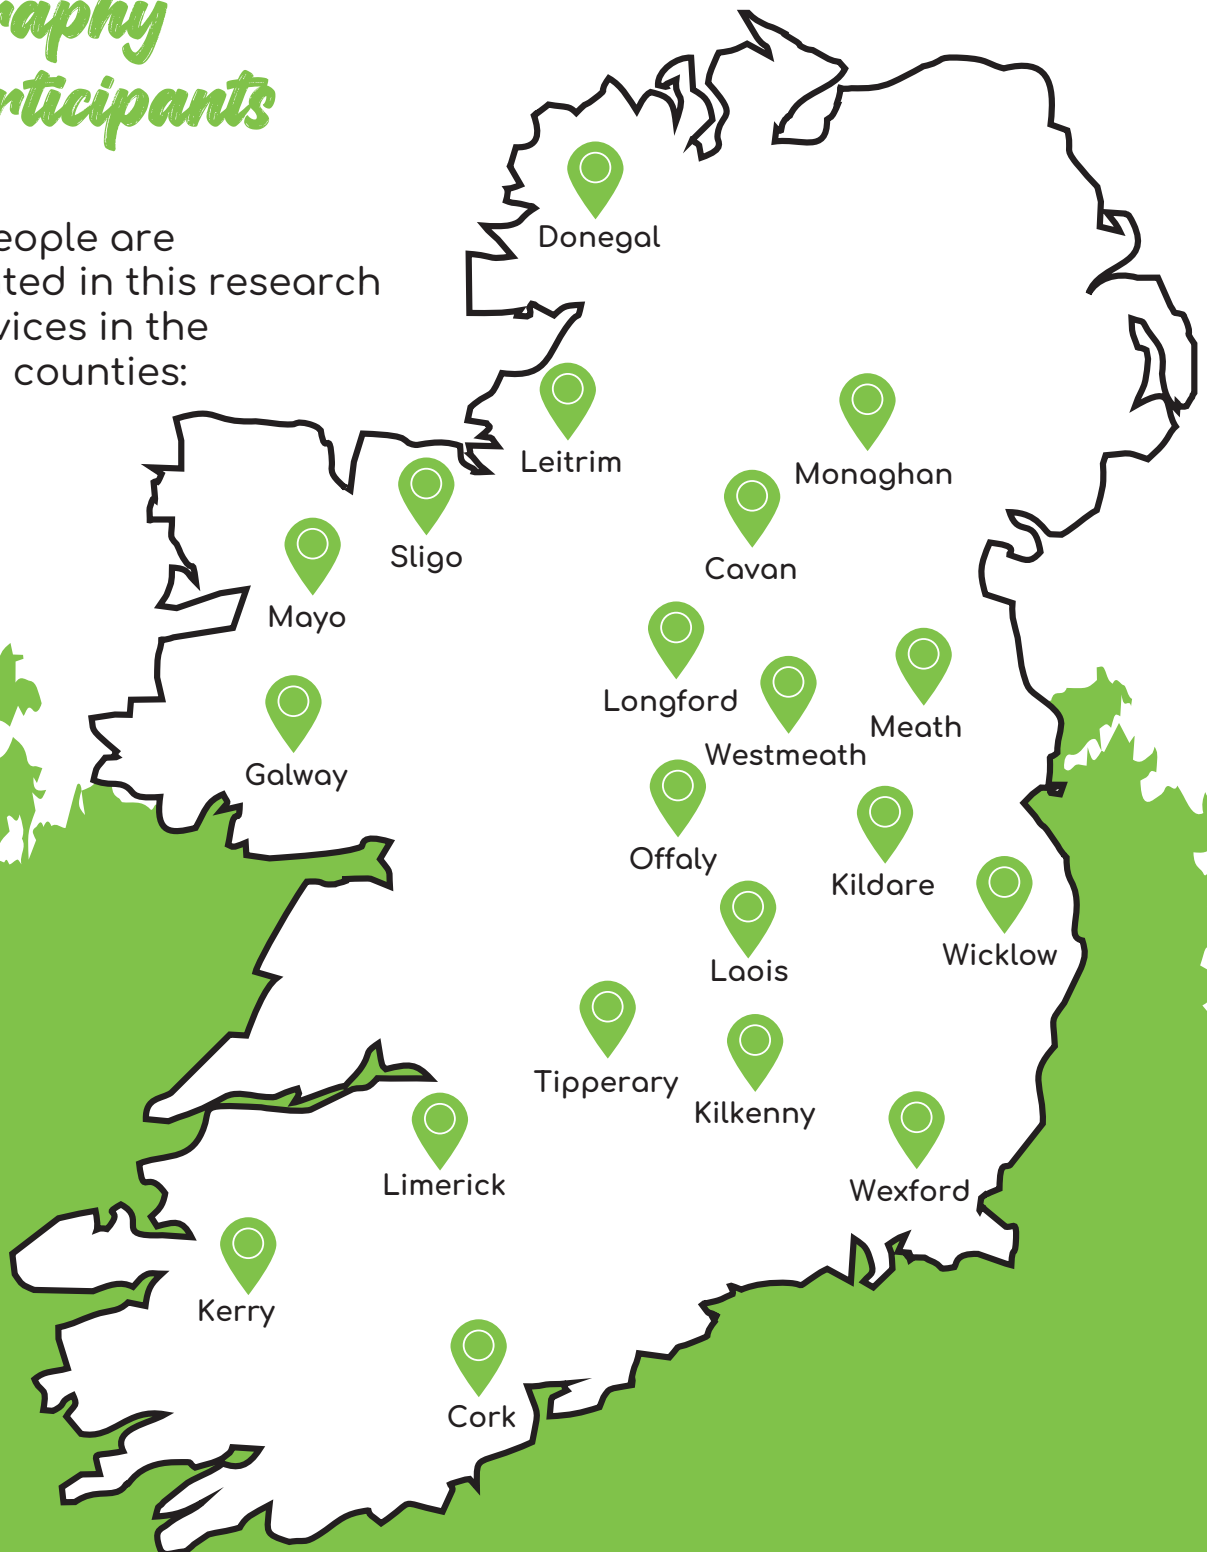 raphy
rticipants
eople are
ted in this research
vices in the
counties:
Donegal
Leitrim
Monaghan
Sligo
Cavan
Mayo
Longford
Meath
Westmeath
Galway
Offaly
Kildare
Wicklow
Laois
Tipperary
Kilkenny
Limerick
Wexford
Kerry
Cork